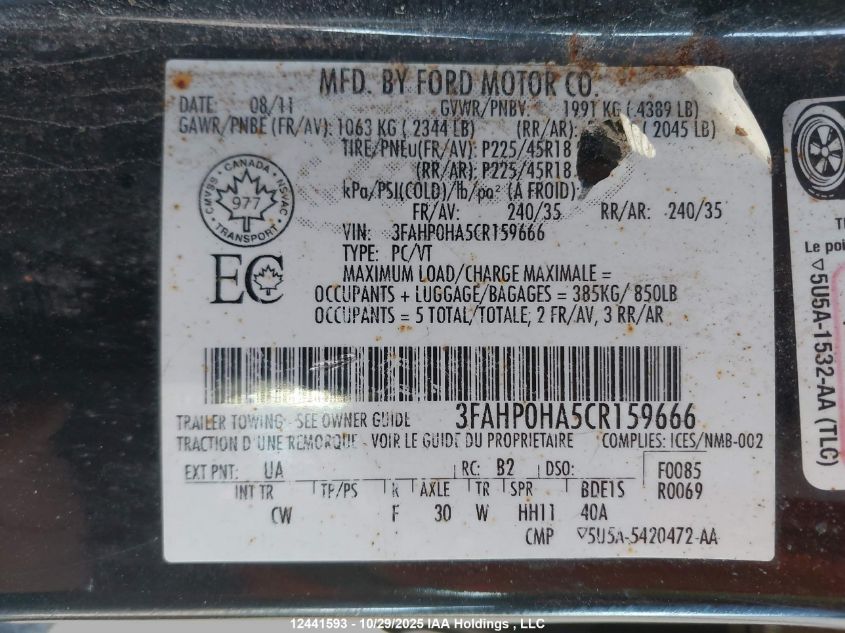 MFD. BY FORD MOTOR CO.
DATE: 08/11 GVWR/PNBV: 1991 KG ( 4389 LB)
GAWR/PNBE (FR/AV): 1063 KG ( 2344 LB) (RR/AR): ( 2045 LB)
TIRE/PNEU(FR/AV): P225/45R18
(RR/AR): P225/45R18
kPa/PSI(COLD)/lb/po² (A FROID)
FR/AV: 240/35 RR/AR: 240/35
VIN: 3FAHP0HA5CR159666
TYPE: PC/VT
MAXIMUM LOAD/CHARGE MAXIMALE =
OCCUPANTS + LUGGAGE/BAGAGES = 385KG/ 850LB
OCCUPANTS = 5 TOTAL/TOTALE; 2 FR/AV, 3 RR/AR
CANADA
CMVSS NSVAC
977
TRANSPORT
EC
3FAHP0HA5CR159666
TRAILER TOWING - SEE OWNER GUIDE
TRACTION D'UNE REMORQUE - VOIR LE GUIDE DU PROPRIETAIRE COMPLIES: ICES/NMB-002
EXT PNT: UA RC: B2 DSO: F0085
INT TR TP/PS R AXLE TR SPR BDE1S R0069
CW F 30 W HH11 40A
CMP ▽5U5A-5420472-AA
Le poi
▽5U5A-1532-AA (TLC)
12441593 - 10/29/2025 IAA Holdings, LLC